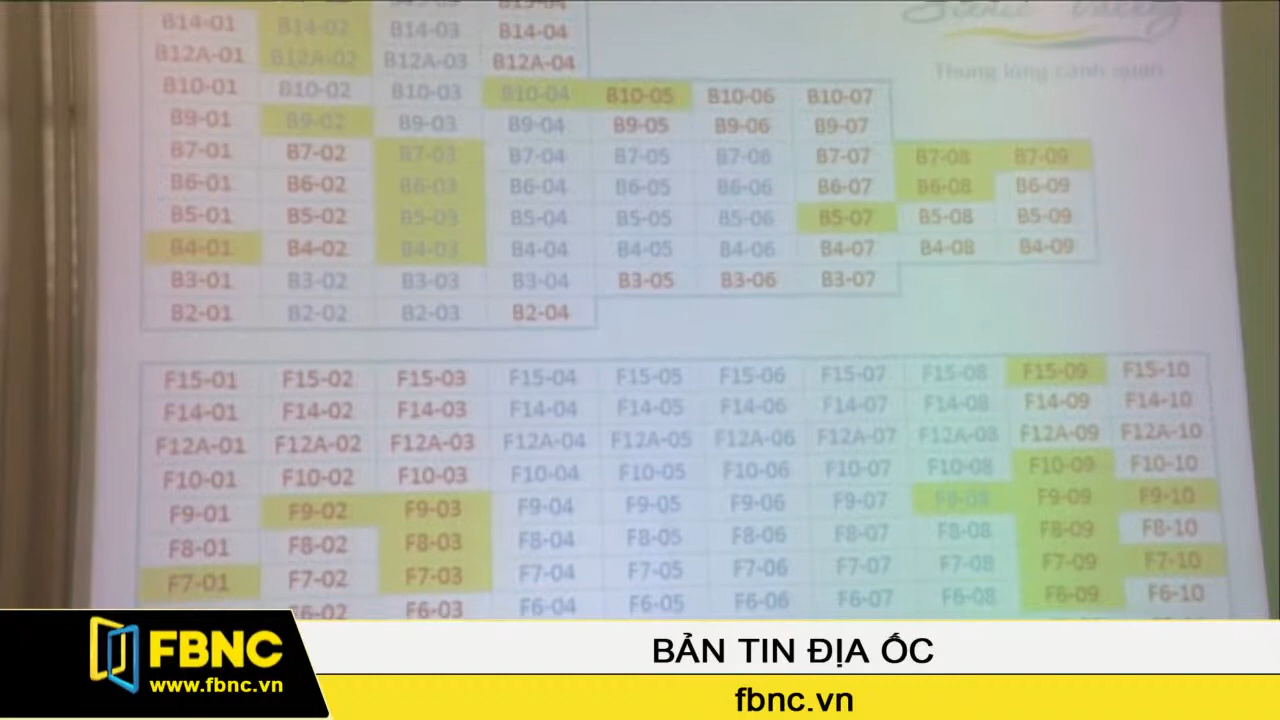 B14-01 B14-02 B14-03 B14-04
B12A-01 B12A-02 B12A-03 B12A-04
Thung lũng cảnh quan
B10-01 B10-02 B10-03 B10-04 B10-05 B10-06 B10-07
B9-01 B9-02 B9-03 B9-04 B9-05 B9-06 B9-07
B7-01 B7-02 B7-03 B7-04 B7-05 B7-06 B7-07 B7-08 B7-09
B6-01 B6-02 B6-03 B6-04 B6-05 B6-06 B6-07 B6-08 B6-09
B5-01 B5-02 B5-03 B5-04 B5-05 B5-06 B5-07 B5-08 B5-09
B4-01 B4-02 B4-03 B4-04 B4-05 B4-06 B4-07 B4-08 B4-09
B3-01 B3-02 B3-03 B3-04 B3-05 B3-06 B3-07
B2-01 B2-02 B2-03 B2-04
F15-01 F15-02 F15-03 F15-04 F15-05 F15-06 F15-07 F15-08 F15-09 F15-10
F14-01 F14-02 F14-03 F14-04 F14-05 F14-06 F14-07 F14-08 F14-09 F14-10
F12A-01 F12A-02 F12A-03 F12A-04 F12A-05 F12A-06 F12A-07 F12A-08 F12A-09 F12A-10
F10-01 F10-02 F10-03 F10-04 F10-05 F10-06 F10-07 F10-08 F10-09 F10-10
F9-01 F9-02 F9-03 F9-04 F9-05 F9-06 F9-07 F9-08 F9-09 F9-10
F8-01 F8-02 F8-03 F8-04 F8-05 F8-06 F8-07 F8-08 F8-09 F8-10
F7-01 F7-02 F7-03 F7-04 F7-05 F7-06 F7-07 F7-08 F7-09 F7-10
F6-02 F6-03 F6-04 F6-05 F6-06 F6-07 F6-08 F6-09 F6-10
FBNC
www.fbnc.vn
BẢN TIN ĐỊA ỐC
fbnc.vn